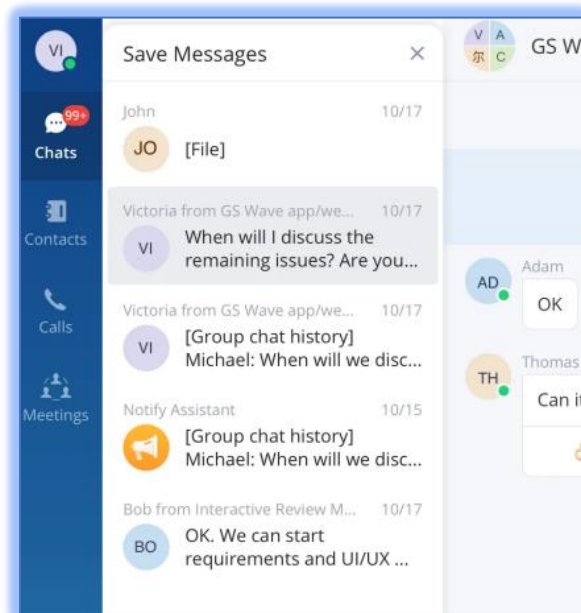 VI
99+
Chats
Contacts
Calls
Meetings
Save Messages
John 10/17
JO
[File]
Victoria from GS Wave app/we... 10/17
VI
When will I discuss the
remaining issues? Are you...
Victoria from GS Wave app/we... 10/17
VI
[Group chat history]
Michael: When will we disc...
Notify Assistant 10/15
[Group chat history]
Michael: When will we disc...
Bob from Interactive Review M... 10/17
BO
OK. We can start
requirements and UI/UX ...
V A
尔 C
GS W
Adam
AD
OK
Thomas
TH
Can it